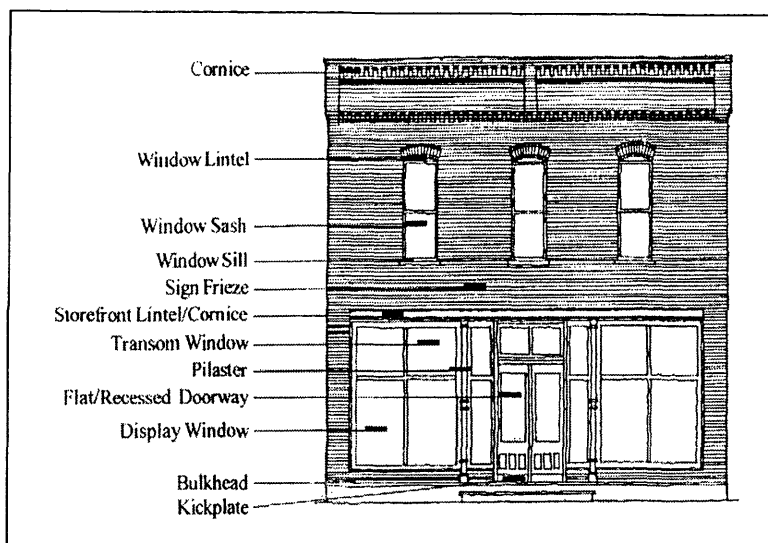 Cornice
Window Lintel
Window Sash
Window Sill
Sign Frieze
Storefront Lintel/Cornice
Transom Window
Pilaster
Flat/Recessed Doorway
Display Window
Bulkhead
Kickplate